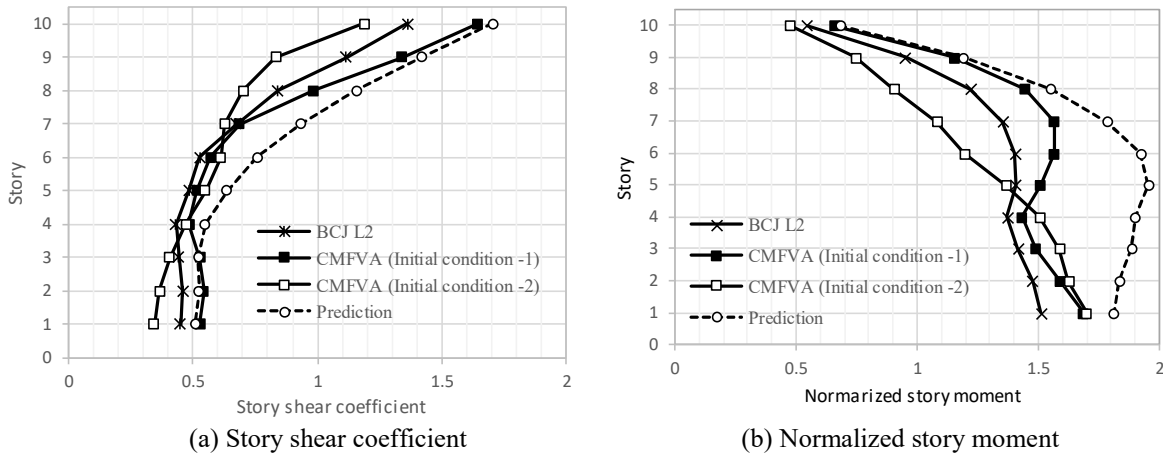 10
9
8
7
6
5
4
3
2
1
0
Story
BCJ L2
CMFVA (Initial condition -1)
CMFVA (Initial condition -2)
Prediction
0 0.5 1 1.5 2
Story shear coefficient
(a) Story shear coefficient
10
9
8
7
6
5
4
3
2
1
0
Story
BCJ L2
CMFVA (Initial condition -1)
CMFVA (Initial condition -2)
Prediction
0.5 1 1.5 2
Normarized story moment
(b) Normalized story moment